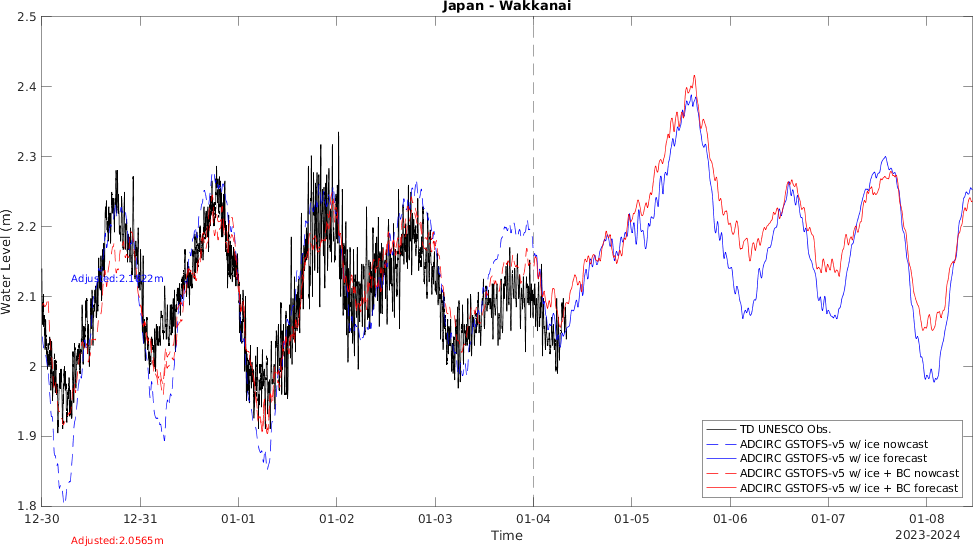 Japan - Wakkanai
2.5
2.4
2.3
2.2
2.1
2
1.9
1.8
Water Level (m)
Adjusted:
TD UNESCO Obs.
ADCIRC GSTOFS-v5 w/ ice nowcast
ADCIRC GSTOFS-v5 w/ ice forecast
ADCIRC GSTOFS-v5 w/ ice + BC nowcast
ADCIRC GSTOFS-v5 w/ ice + BC forecast
12-30 12-31 01-01 01-02 01-03 01-04 01-05 01-06 01-07 01-08
Time
2023-2024
Adjusted:2.0565m